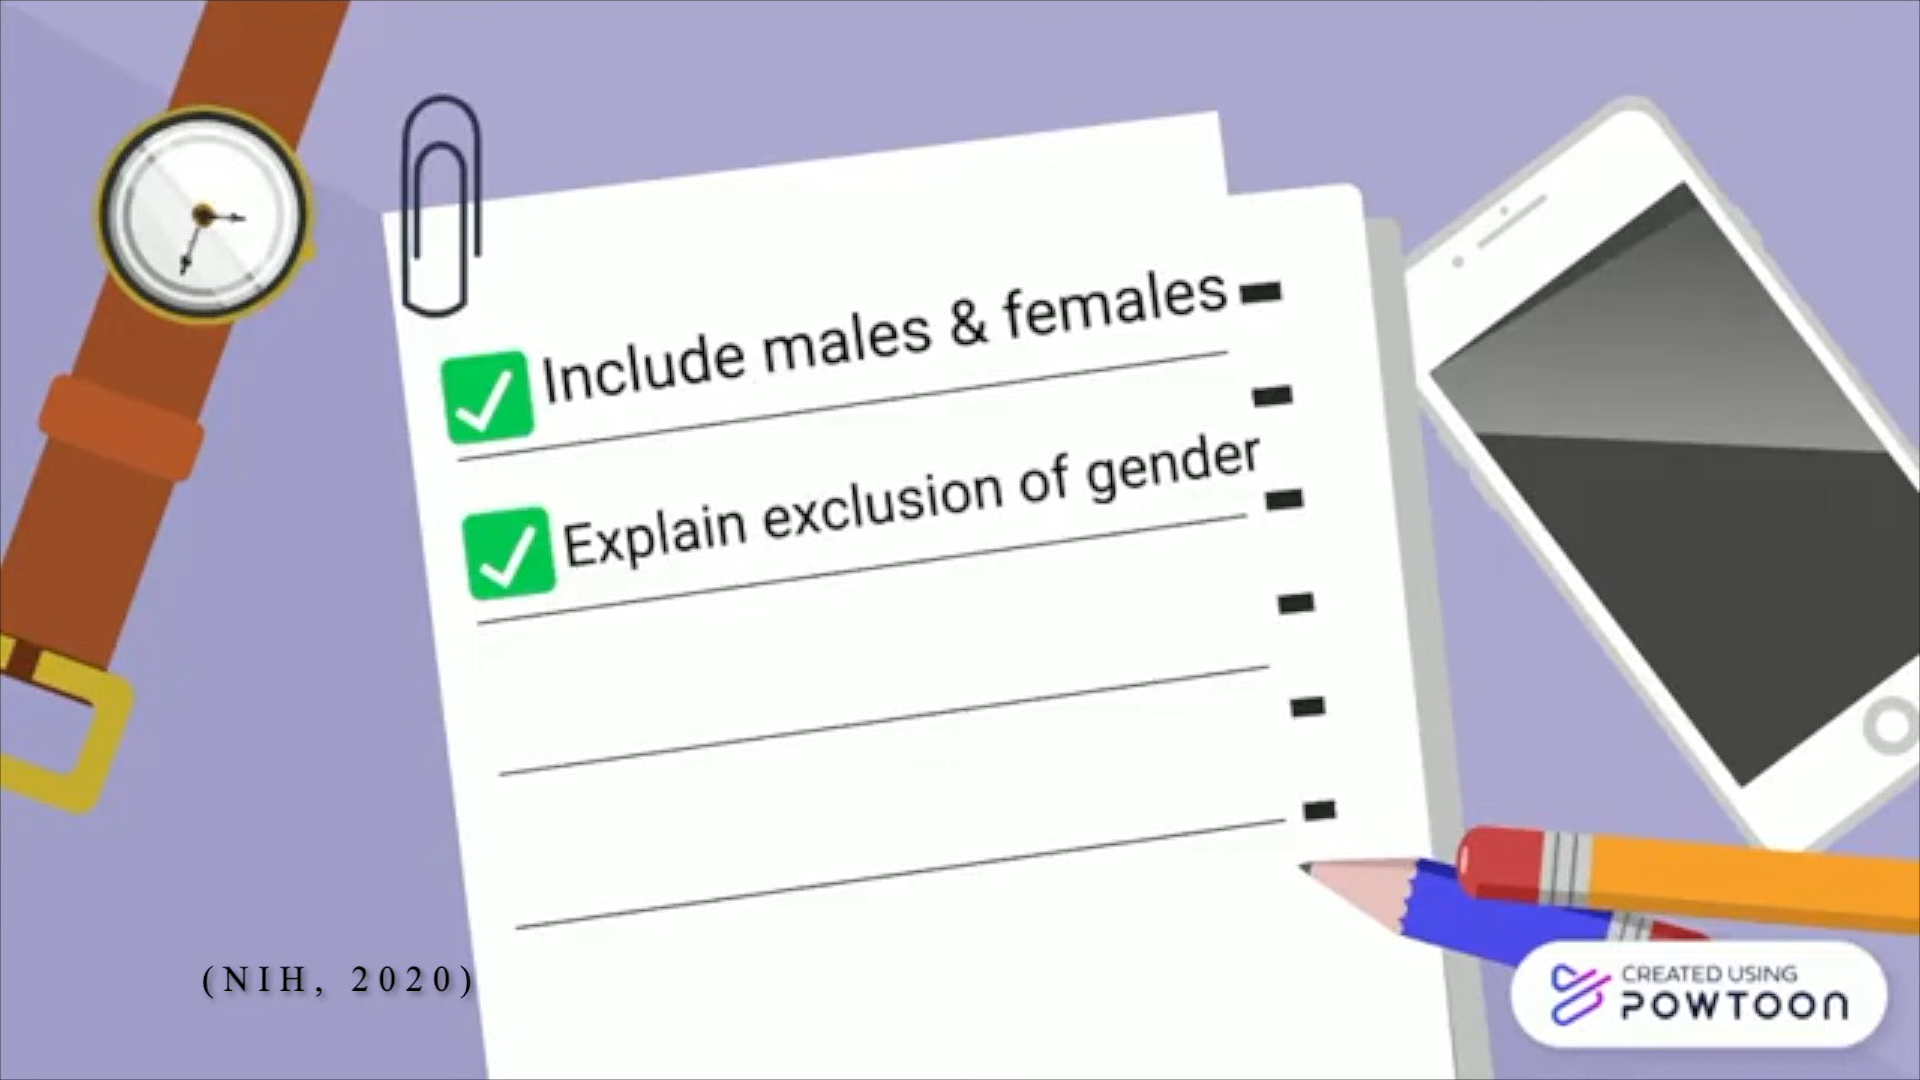 Include males & females
Explain exclusion of gender
(NIH, 2020)
CREATED USING
POWTOON